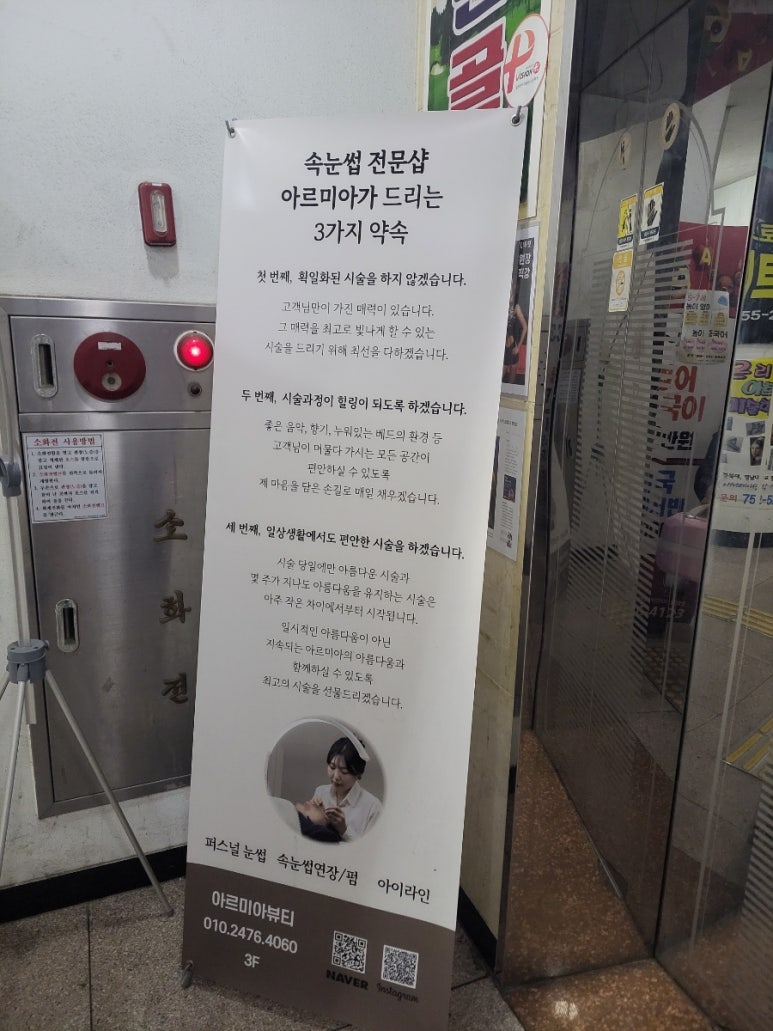 속눈썹 전문샵
아르미아가 드리는
3가지 약속
첫 번째, 획일화된 시술을 하지 않겠습니다.
고객님만이 가진 매력이 있습니다.
그 매력을 최고로 빛나게 할 수 있는
시술을 드리기 위해 최선을 다하겠습니다.
두 번째, 시술과정이 힐링이 되도록 하겠습니다.
좋은 음악, 향기, 누워있는 베드의 환경 등
고객님이 머물다 가시는 모든 공간이
편안하실 수 있도록
제 마음을 담은 손길로 매일 채우겠습니다.
세 번째, 일상생활에서도 편안한 시술을 하겠습니다.
시술 당일에만 아름다운 시술과
몇 주가 지나도 아름다움을 유지하는 시술은
아주 작은 차이에서부터 시작됩니다.
일시적인 아름다움이 아닌
지속되는 아르미아의 아름다움과
함께하실 수 있도록
최고의 시술을 선물드리겠습니다.
퍼스널 눈썹 속눈썹연장/펌 아이라인
아르미아뷰티
010.2476.4060
3F
NAVER
Instagram
소화전 사용방법
소
화
전
골
VISION
원장
직강